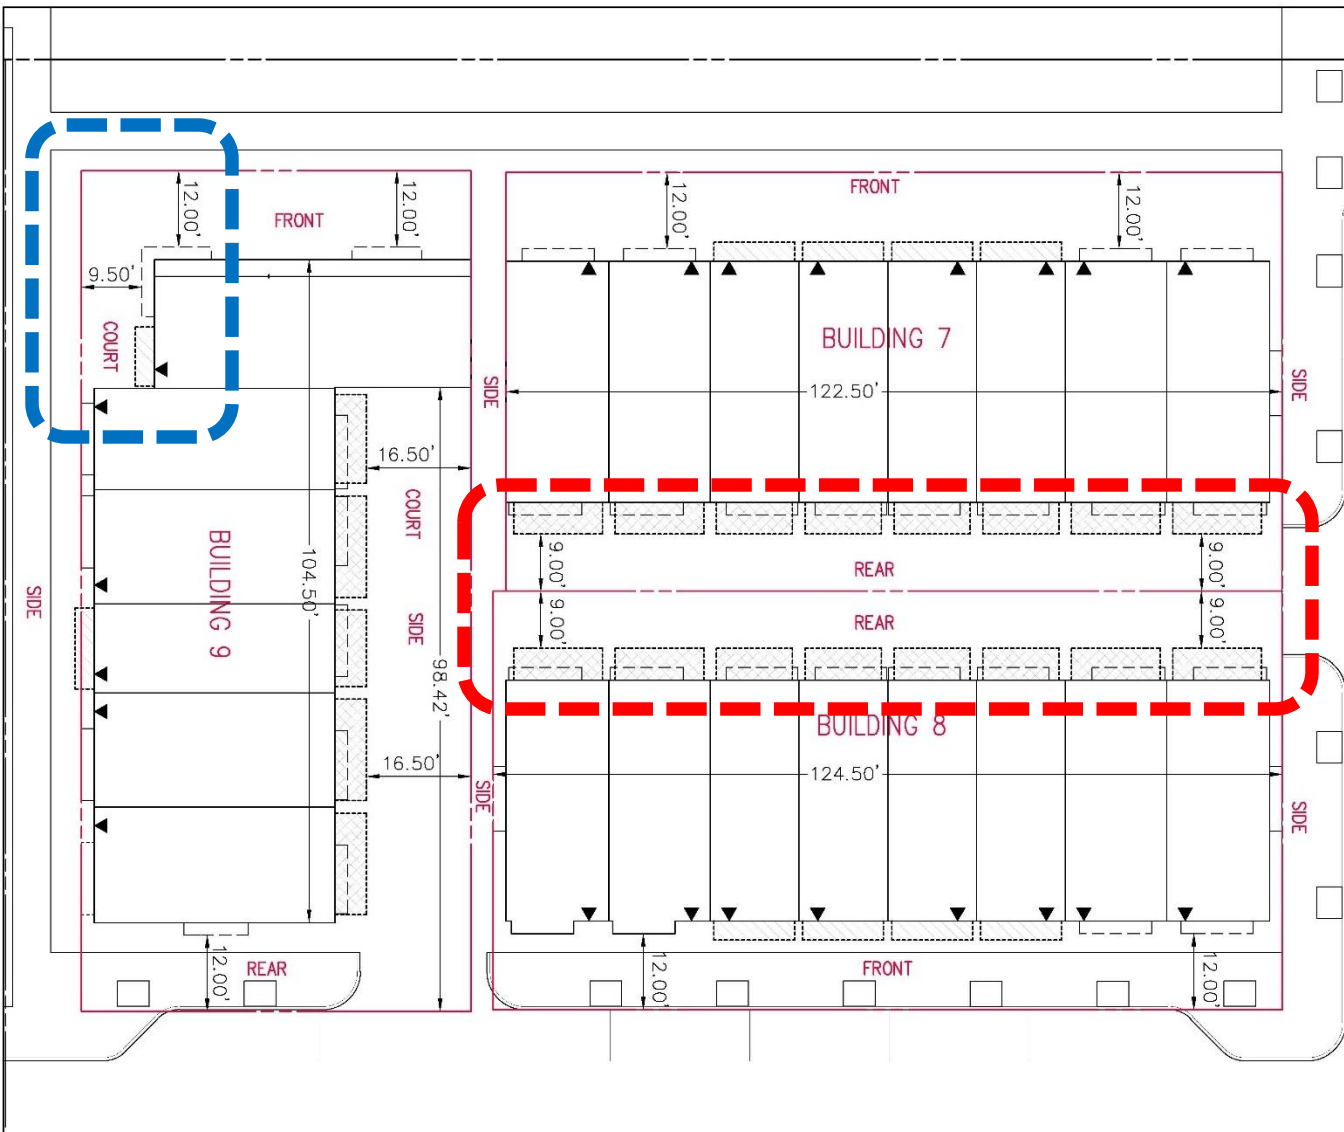 12.00'
FRONT
12.00'
9.50'
COURT
12.00'
FRONT
12.00'
BUILDING 7
SIDE
122.50'
SIDE
16.50'
COURT
BUILDING 9
104.50'
SIDE
SIDE
98.42'
16.50'
9.00'
REAR
9.00'
9.00'
REAR
9.00'
BUILDING 8
124.50'
SIDE
SIDE
12.00'
REAR
12.00'
FRONT
12.00'